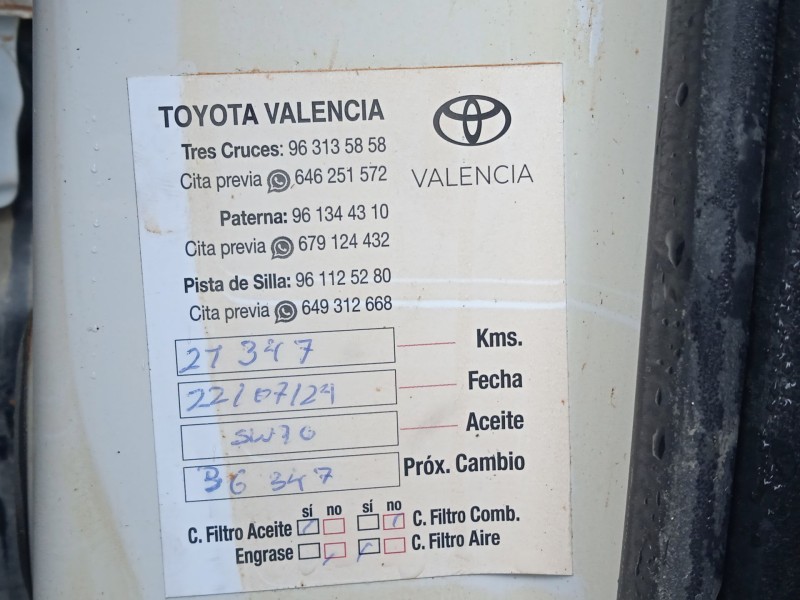 TOYOTA VALENCIA
VALENCIA
Tres Cruces: 96 313 58 58
Cita previa 646 251 572
Paterna: 96 134 43 10
Cita previa 679 124 432
Pista de Silla: 96 112 52 80
Cita previa 649 312 668
21 347 Kms.
22/07/24 Fecha
5W30 Aceite
36 347 Próx. Cambio
sí no sí no
C. Filtro Aceite C. Filtro Comb.
Engrase C. Filtro Aire